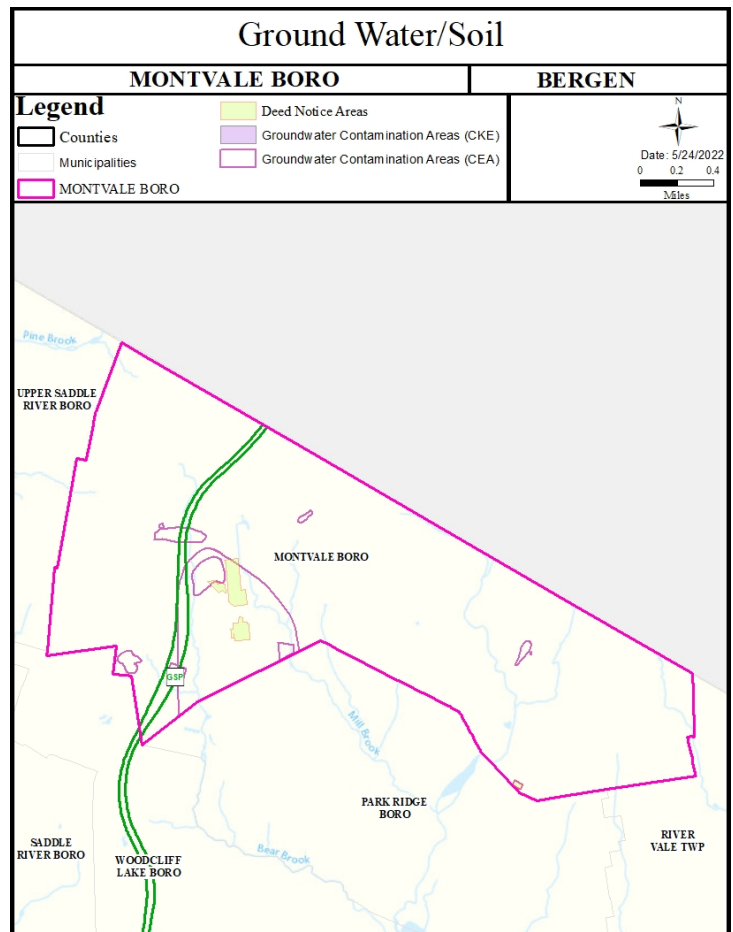 Ground Water/Soil
MONTVALE BORO
BERGEN
Legend
Counties
Municipalities
MONTVALE BORO
Deed Notice Areas
Groundwater Contamination Areas (CKE)
Groundwater Contamination Areas (CEA)
N
Date: 5/24/2022
0 0.2 0.4
Miles
Pine Brook
UPPER SADDLE
RIVER BORO
MONTVALE BORO
GSP
Mill Brook
PARK RIDGE
BORO
RIVER
VALE TWP
SADDLE
RIVER BORO
WOODCLIFF
LAKE BORO
Bear Brook